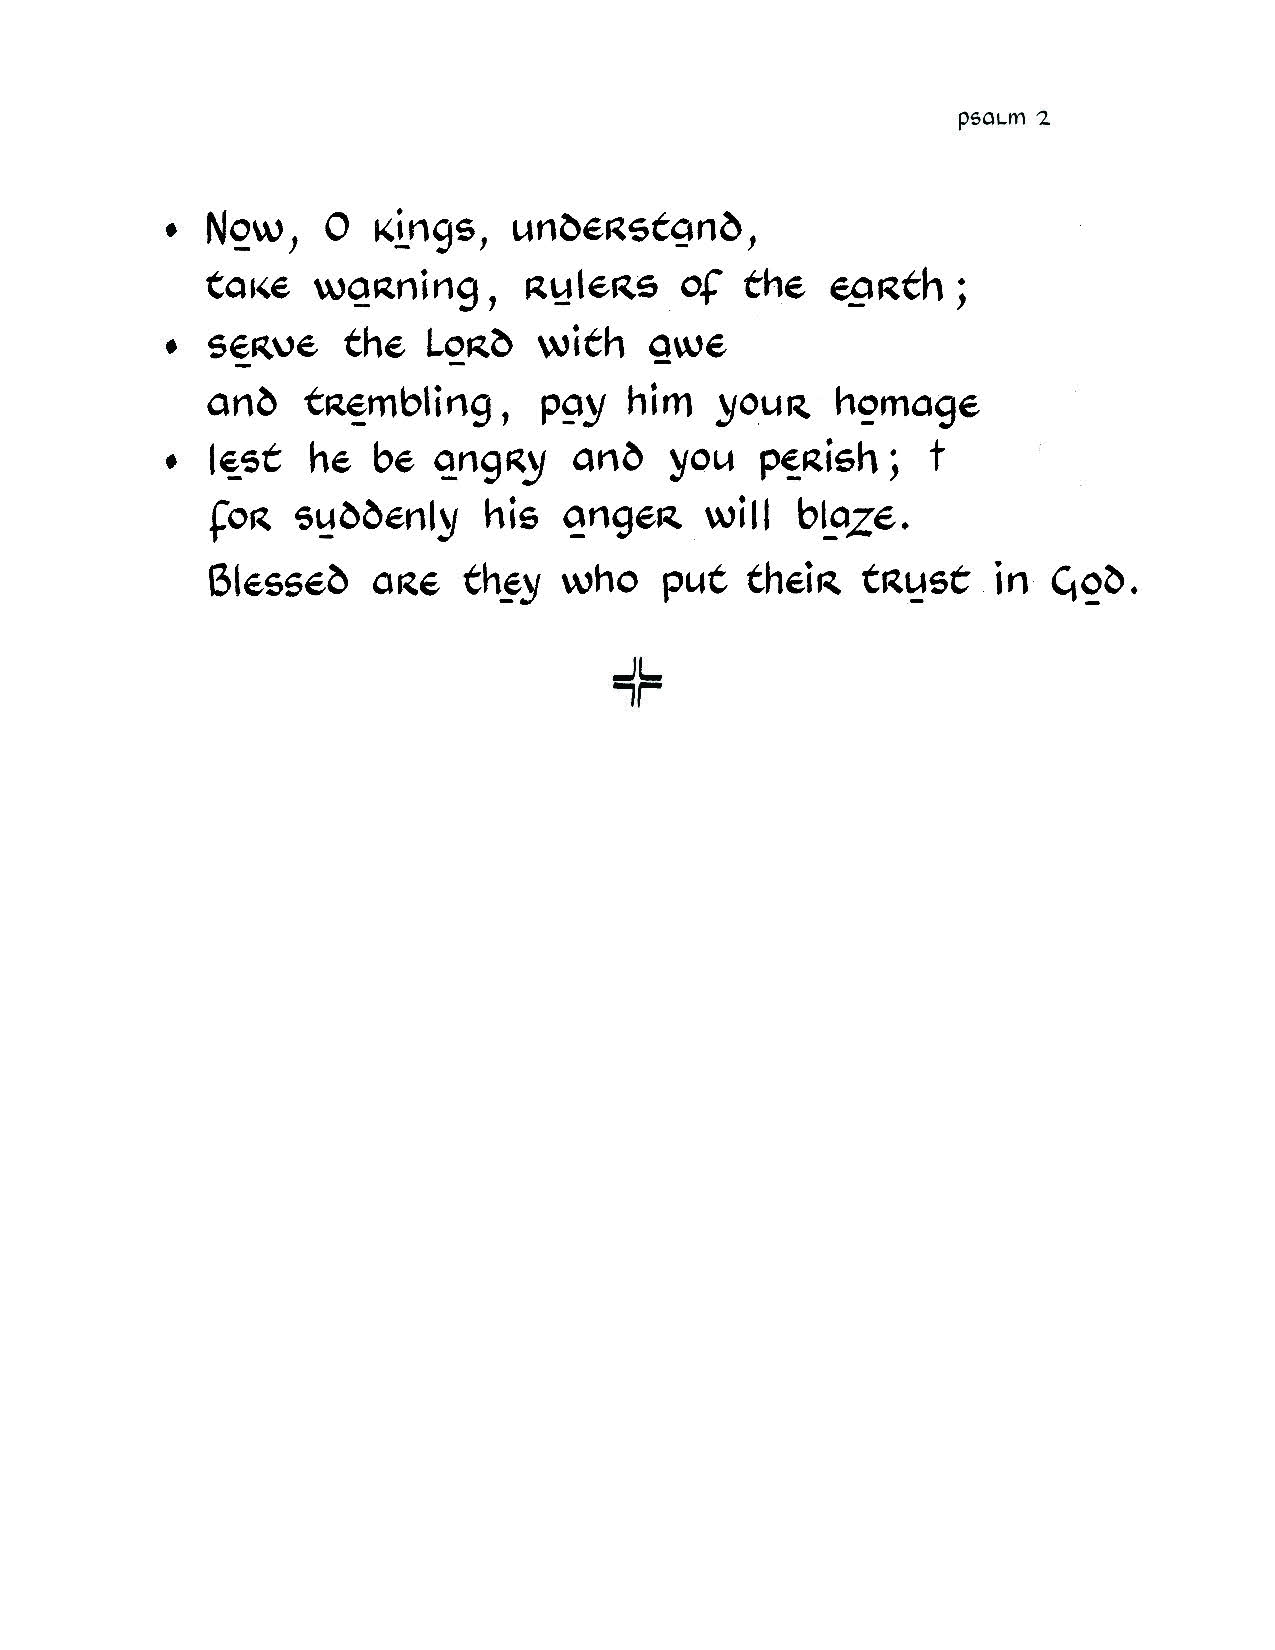 psalm 2
• Now, O kings, understand,
take warning, rulers of the earth;
• serve the Lord with awe
and trembling, pay him your homage
• lest he be angry and you perish; †
for suddenly his anger will blaze.
Blessed are they who put their trust in God.